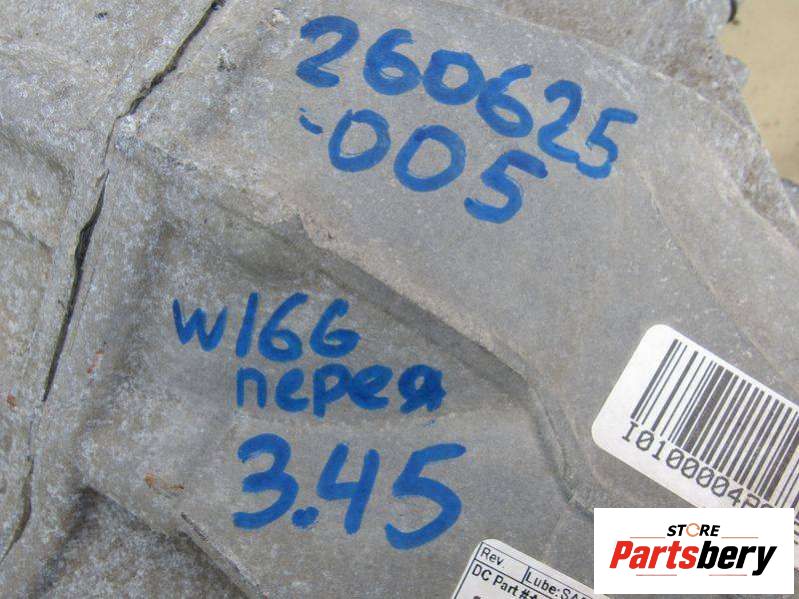 260625
-005
W166
перед
3.45
I0100004
Rev
Lube:SA
DC Part #
STORE
Partsbery